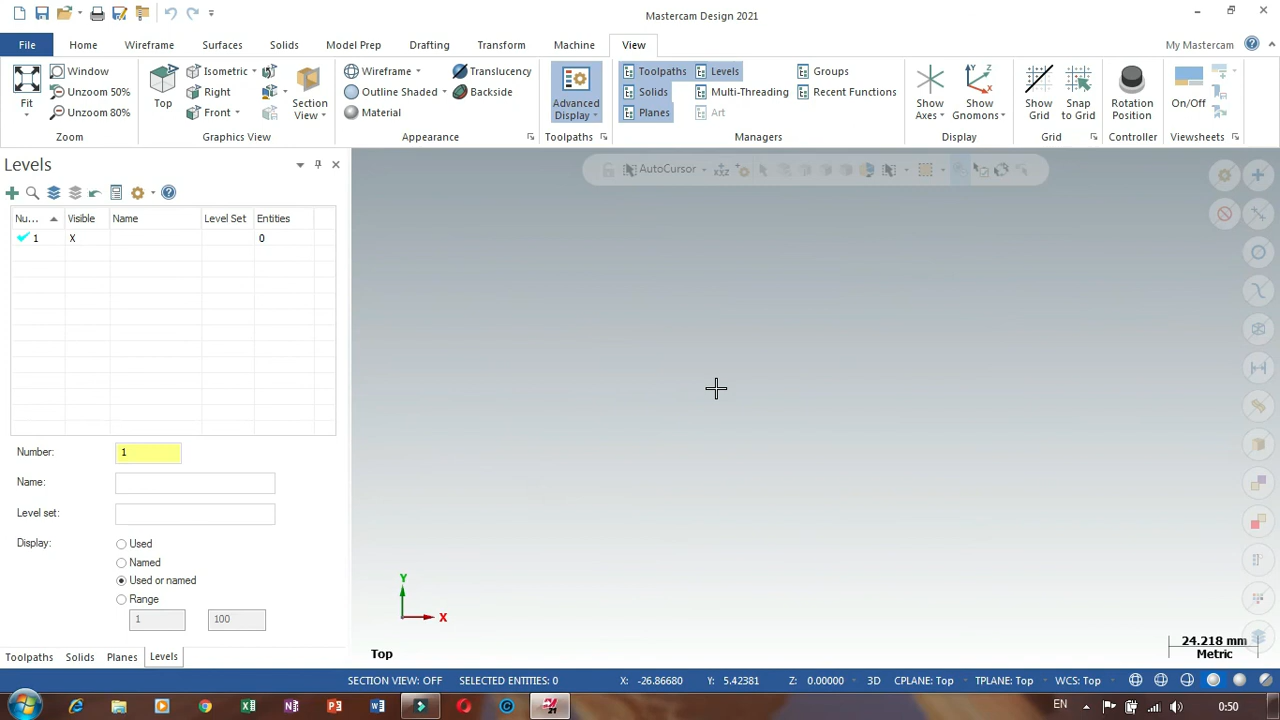 Mastercam Design 2021
File Home Wireframe Surfaces Solids Model Prep Drafting Transform Machine View My Mastercam
Fit
Window
Unzoom 50%
Unzoom 80%
Zoom
Top
Isometric
Right
Front
Section View
Graphics View
Wireframe
Outline Shaded
Material
Translucency
Backside
Appearance
Advanced Display
Toolpaths
Toolpaths
Solids
Planes
Levels
Multi-Threading
Art
Groups
Recent Functions
Managers
Show Axes
Show Gnomons
Display
Show Grid
Snap to Grid
Grid
Rotation Position
Controller
On/Off
Viewsheets
Levels
AutoCursor
Nu... Visible Name Level Set Entities
1 X 0
Number: 1
Name:
Level set:
Display: Used
Named
Used or named
Range
1 100
Y
X
Top
24.218 mm
Metric
Toolpaths Solids Planes Levels
SECTION VIEW: OFF SELECTED ENTITIES: 0 X: -26.86680 Y: 5.42381 Z: 0.00000 3D CPLANE: Top TPLANE: Top WCS: Top
EN 0:50